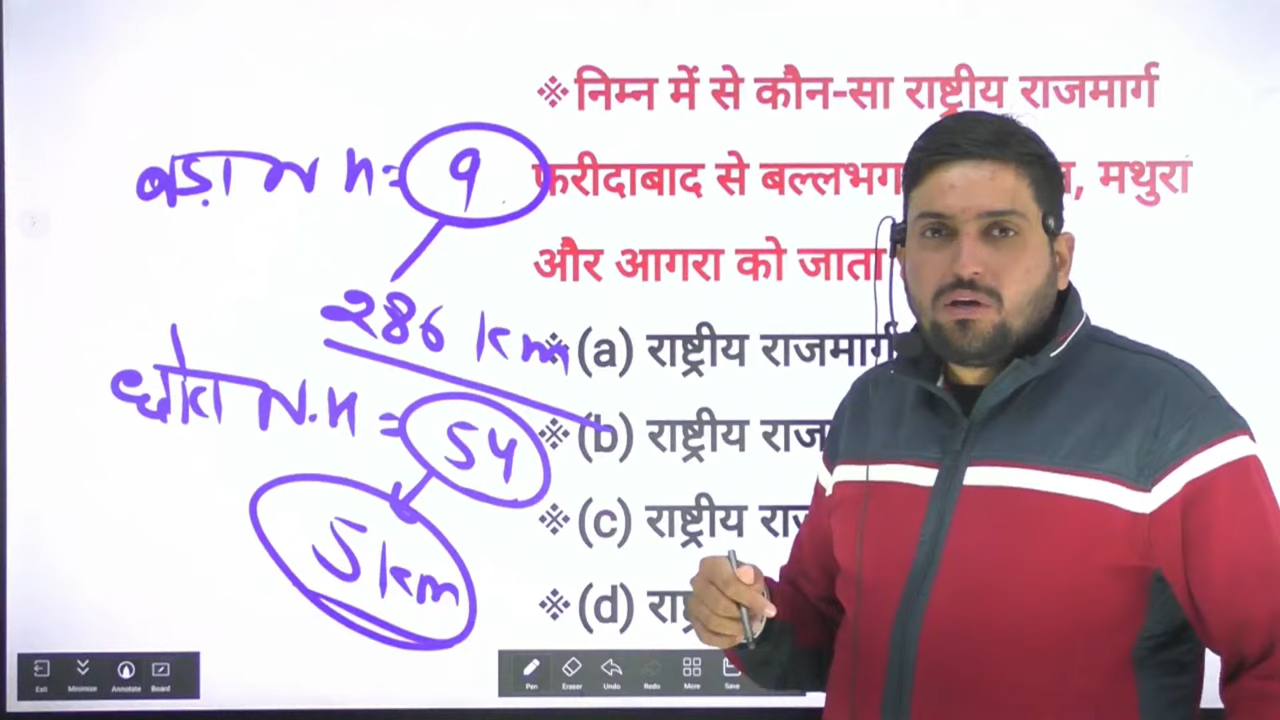 ❖ निम्न में से कौन-सा राष्ट्रीय राजमार्ग
फरीदाबाद से बल्लभग , मथुरा
और आगरा को जाता
❖ (a) राष्ट्रीय राजमार्ग
❖ (b) राष्ट्रीय
❖ (c) राष्ट्रीय
❖ (d)
बड़ा N H = 9
286 km
छोटा N.H =
5 km
Exit Minimize Annotate Board
Pen Eraser Undo Redo More Save